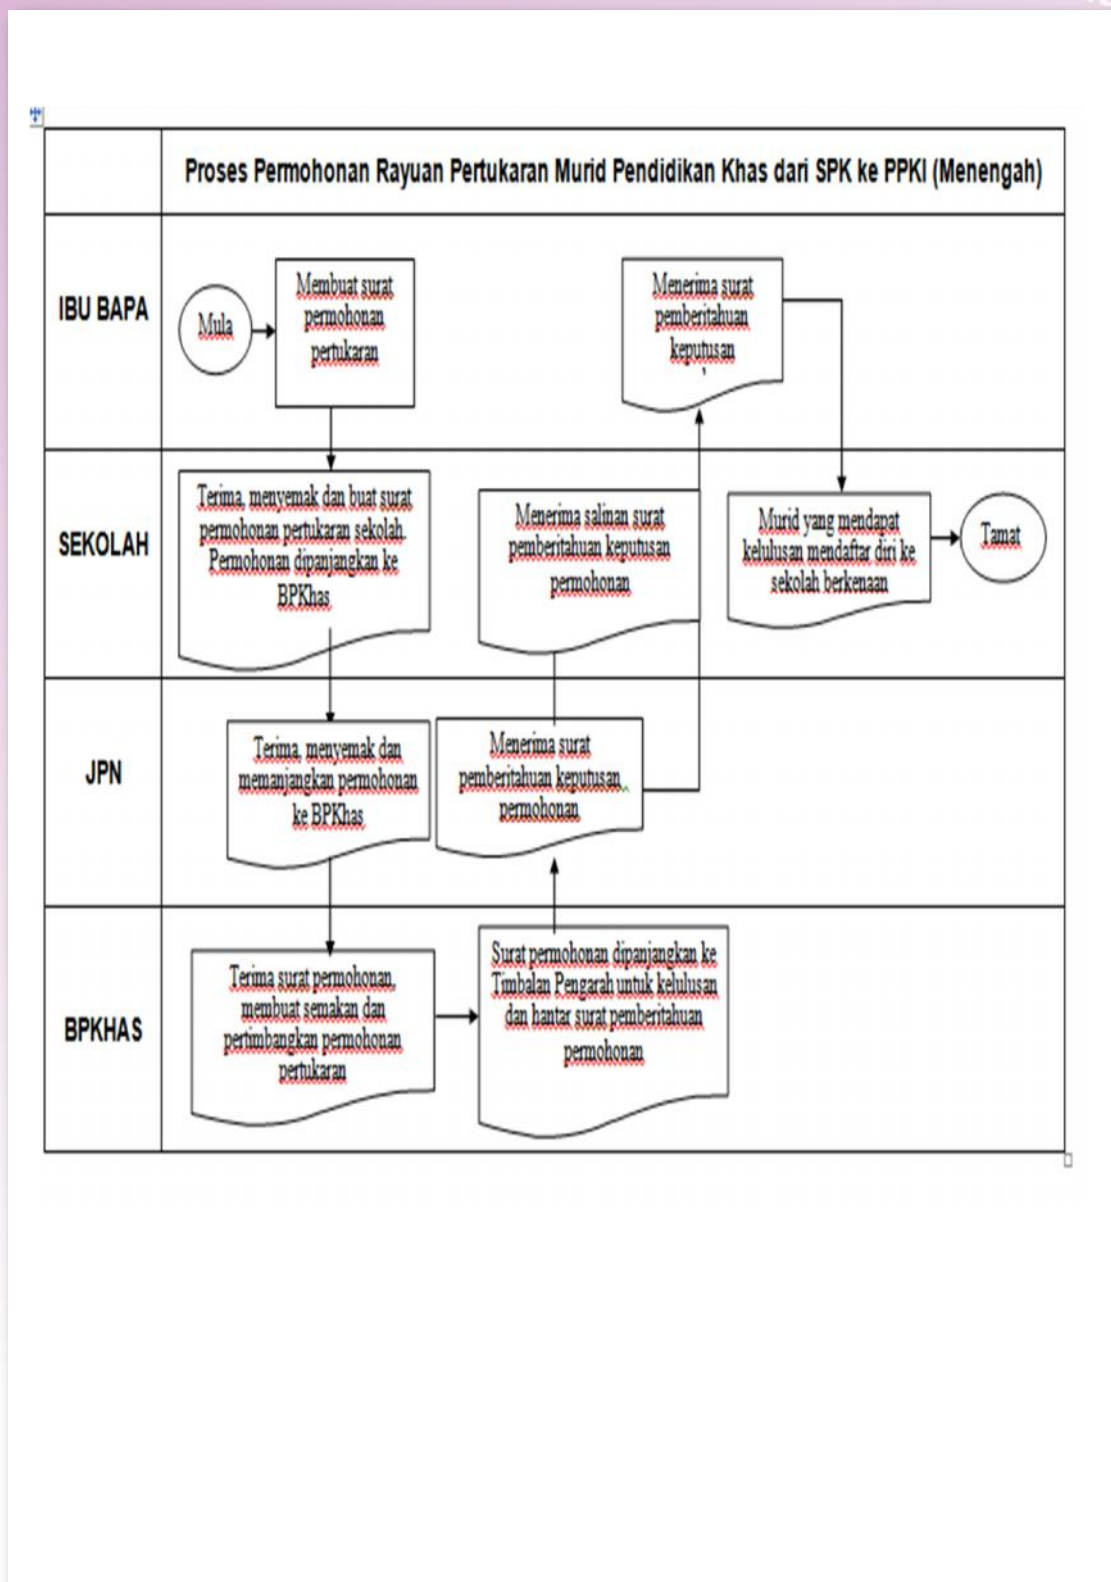 Proses Permohonan Rayuan Pertukaran Murid Pendidikan Khas dari SPK ke PPKI (Menengah)
IBU BAPA
Mula
Membuat surat
permohonan
pertukaran
Menerima surat
pemberitahuan
keputusan
SEKOLAH
Terima, menyemak dan buat surat
permohonan pertukaran sekolah.
Permohonan dipanjangkan ke
BPKhas
Menerima salinan surat
pemberitahuan keputusan
permohonan
Murid yang mendapat
kelulusan mendaftar diri ke
sekolah berkenaan
Tamat
JPN
Terima, menyemak dan
memanjangkan permohonan
ke BPKhas
Menerima surat
pemberitahuan keputusan
permohonan
BPKHAS
Terima surat permohonan,
membuat semakan dan
pertimbangkan permohonan
pertukaran
Surat permohonan dipanjangkan ke
Timbalan Pengarah untuk kelulusan
dan hantar surat pemberitahuan
permohonan